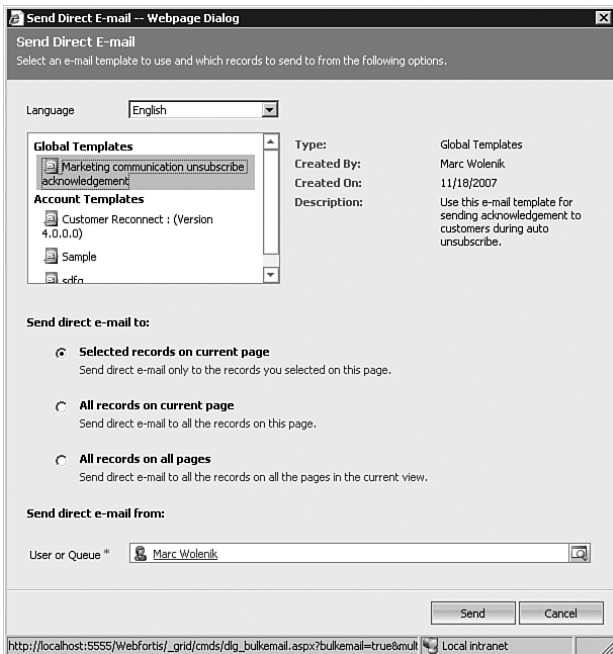 Send Direct E-mail -- Webpage Dialog
Send Direct E-mail
Select an e-mail template to use and which records to send to from the following options.
Language
English
Global Templates
Marketing communication unsubscribe
acknowledgement
Account Templates
Customer Reconnect : (Version
4.0.0.0)
Sample
sdfg
Type: Global Templates
Created By: Marc Wolenik
Created On: 11/18/2007
Description: Use this e-mail template for
sending acknowledgement to
customers during auto
unsubscribe.
Send direct e-mail to:
Selected records on current page
Send direct e-mail only to the records you selected on this page.
All records on current page
Send direct e-mail to all the records on this page.
All records on all pages
Send direct e-mail to all the records on all the pages in the current view.
Send direct e-mail from:
User or Queue * Marc Wolenik
Send Cancel
http://localhost:5555/Webfortis/_grid/cmds/dlg_bulkemail.aspx?bulkemail=true&mult Local intranet